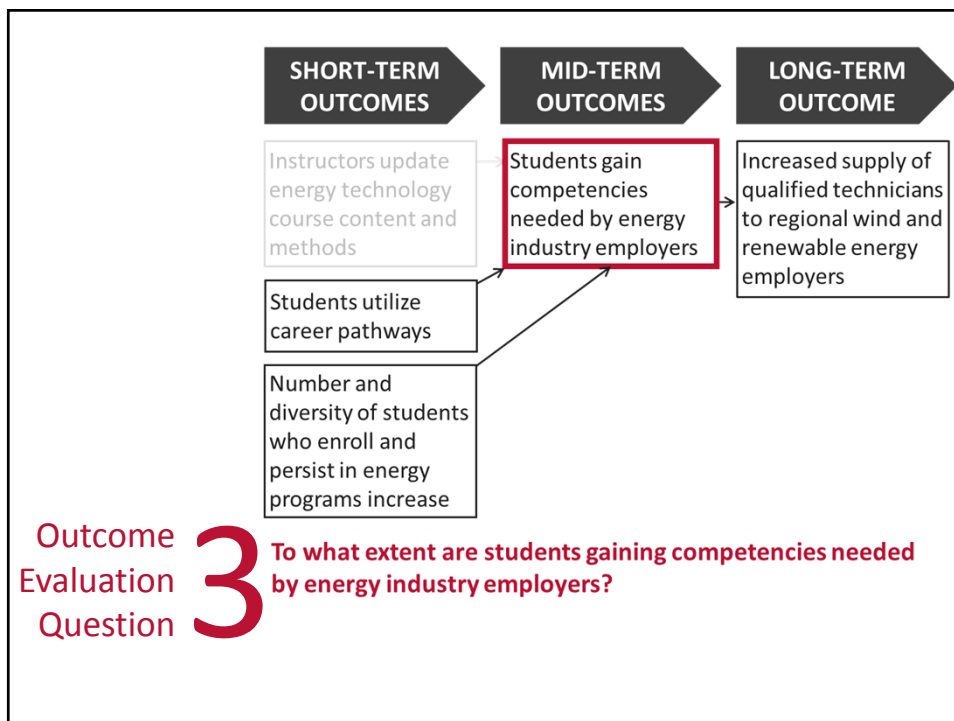 SHORT-TERM
OUTCOMES
MID-TERM
OUTCOMES
LONG-TERM
OUTCOME
Instructors update
energy technology
course content and
methods
Students utilize
career pathways
Number and
diversity of students
who enroll and
persist in energy
programs increase
Students gain
competencies
needed by energy
industry employers
Increased supply of
qualified technicians
to regional wind and
renewable energy
employers
Outcome
Evaluation
Question
3
To what extent are students gaining competencies needed
by energy industry employers?